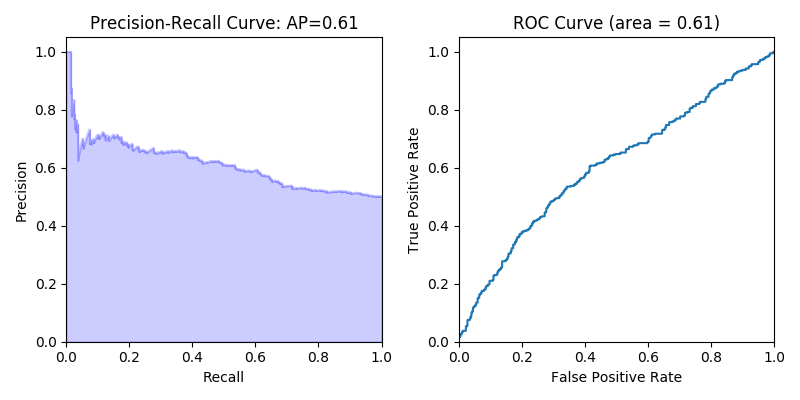 Precision-Recall Curve: AP=0.61
1.0
0.8
0.6
0.4
0.2
0.0
Precision
0.0 0.2 0.4 0.6 0.8 1.0
Recall
ROC Curve (area = 0.61)
1.0
0.8
0.6
0.4
0.2
0.0
True Positive Rate
0.0 0.2 0.4 0.6 0.8 1.0
False Positive Rate